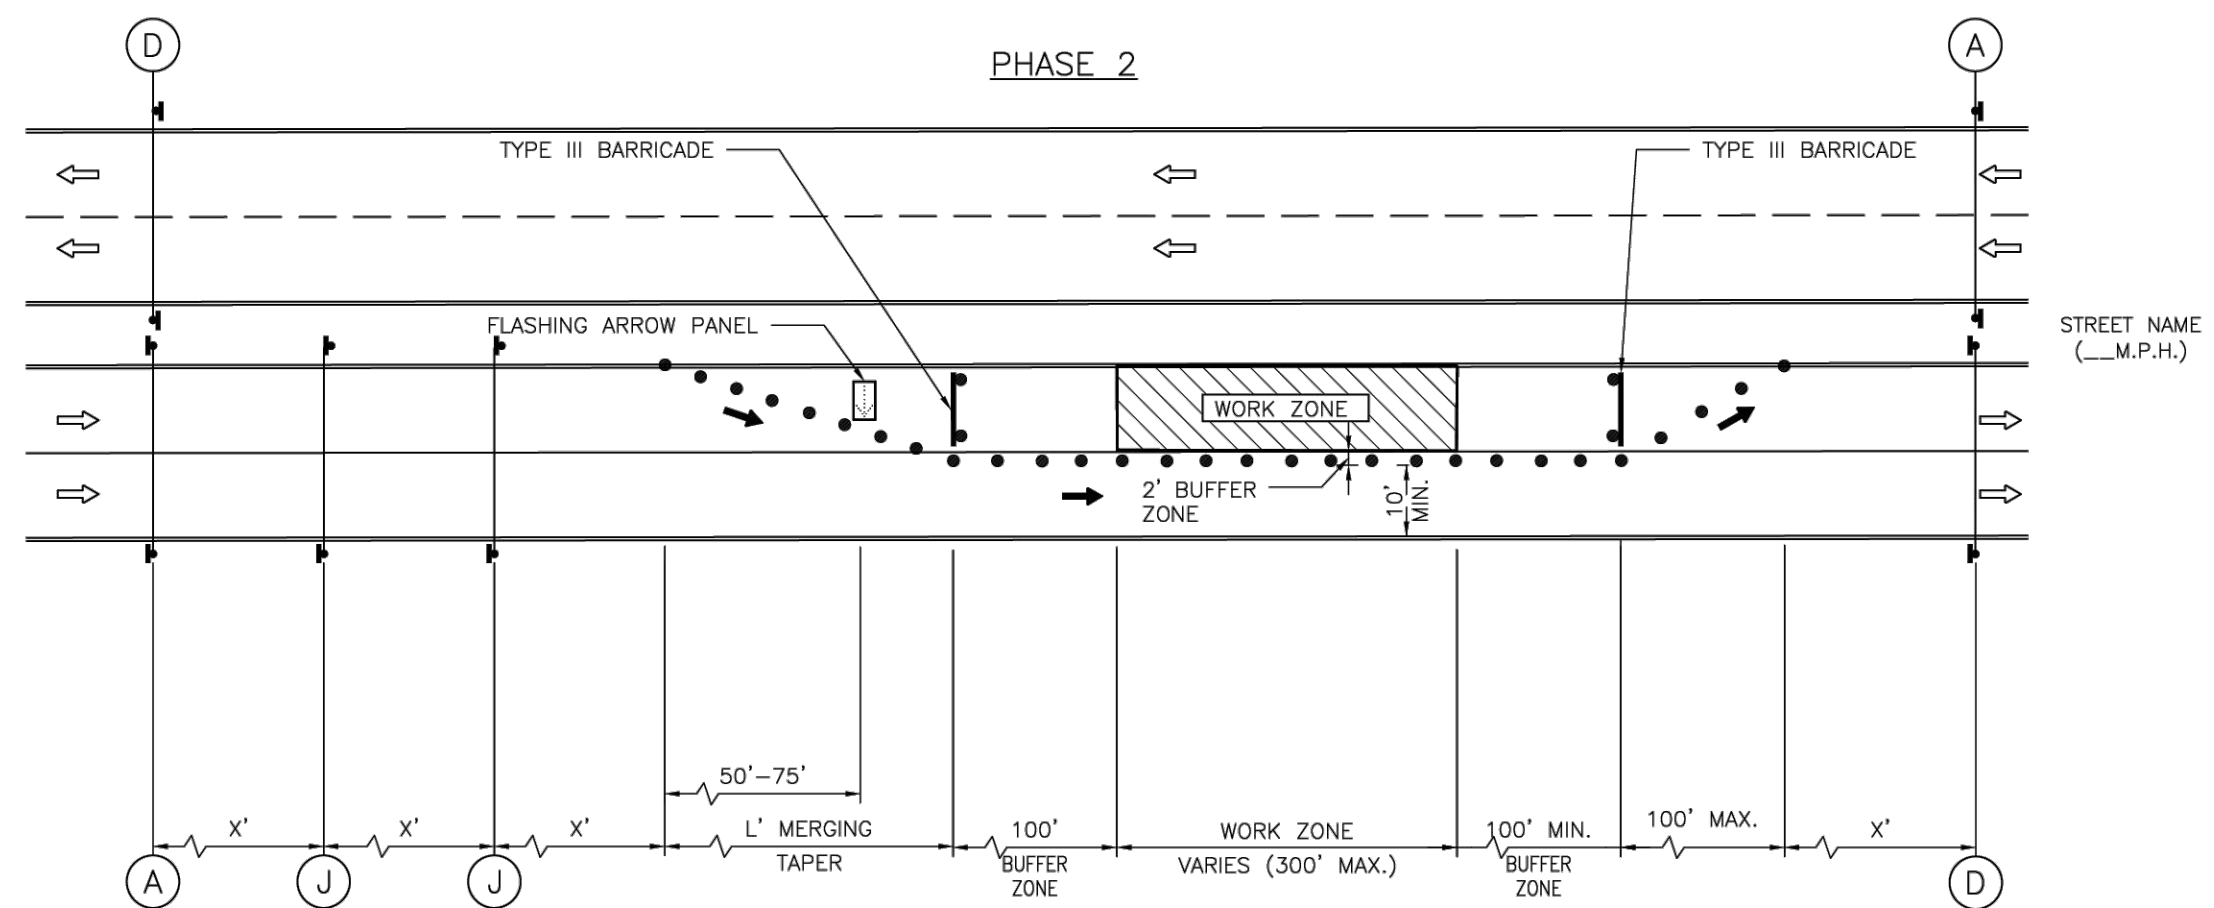 D
A
PHASE 2
TYPE III BARRICADE
TYPE III BARRICADE
FLASHING ARROW PANEL
STREET NAME
(__M.P.H.)
WORK ZONE
2' BUFFER
ZONE
10'
MIN.
50'-75'
X'
X'
X'
L' MERGING
TAPER
100'
BUFFER
ZONE
WORK ZONE
VARIES (300' MAX.)
100' MIN.
BUFFER
ZONE
100' MAX.
X'
A
J
J
D